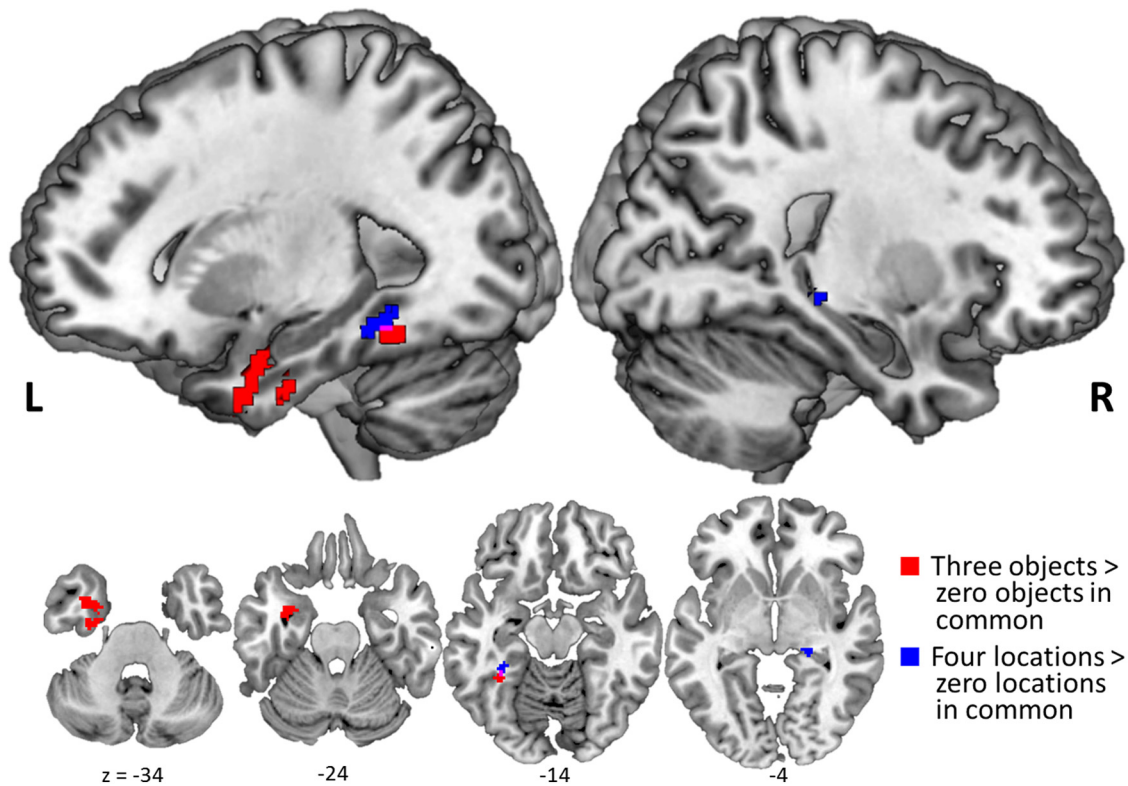 L
R
Three objects >
zero objects in
common
Four locations >
zero locations
in common
z = -34
-24
-14
-4